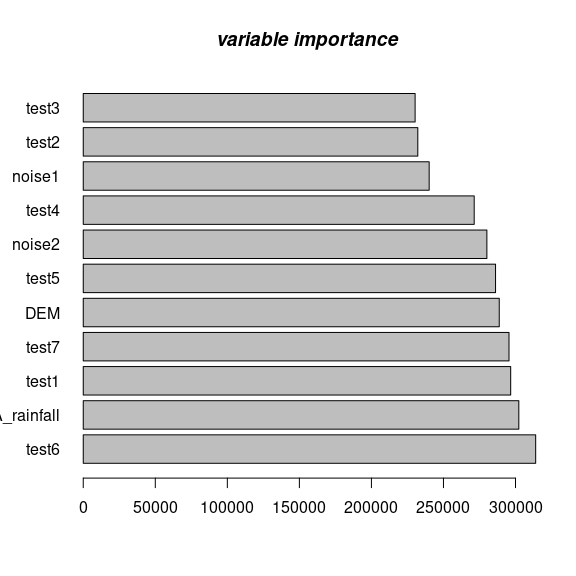 variable importance
test3
test2
noise1
test4
noise2
test5
DEM
test7
test1
_rainfall
test6
0 50000 100000 150000 200000 250000 300000